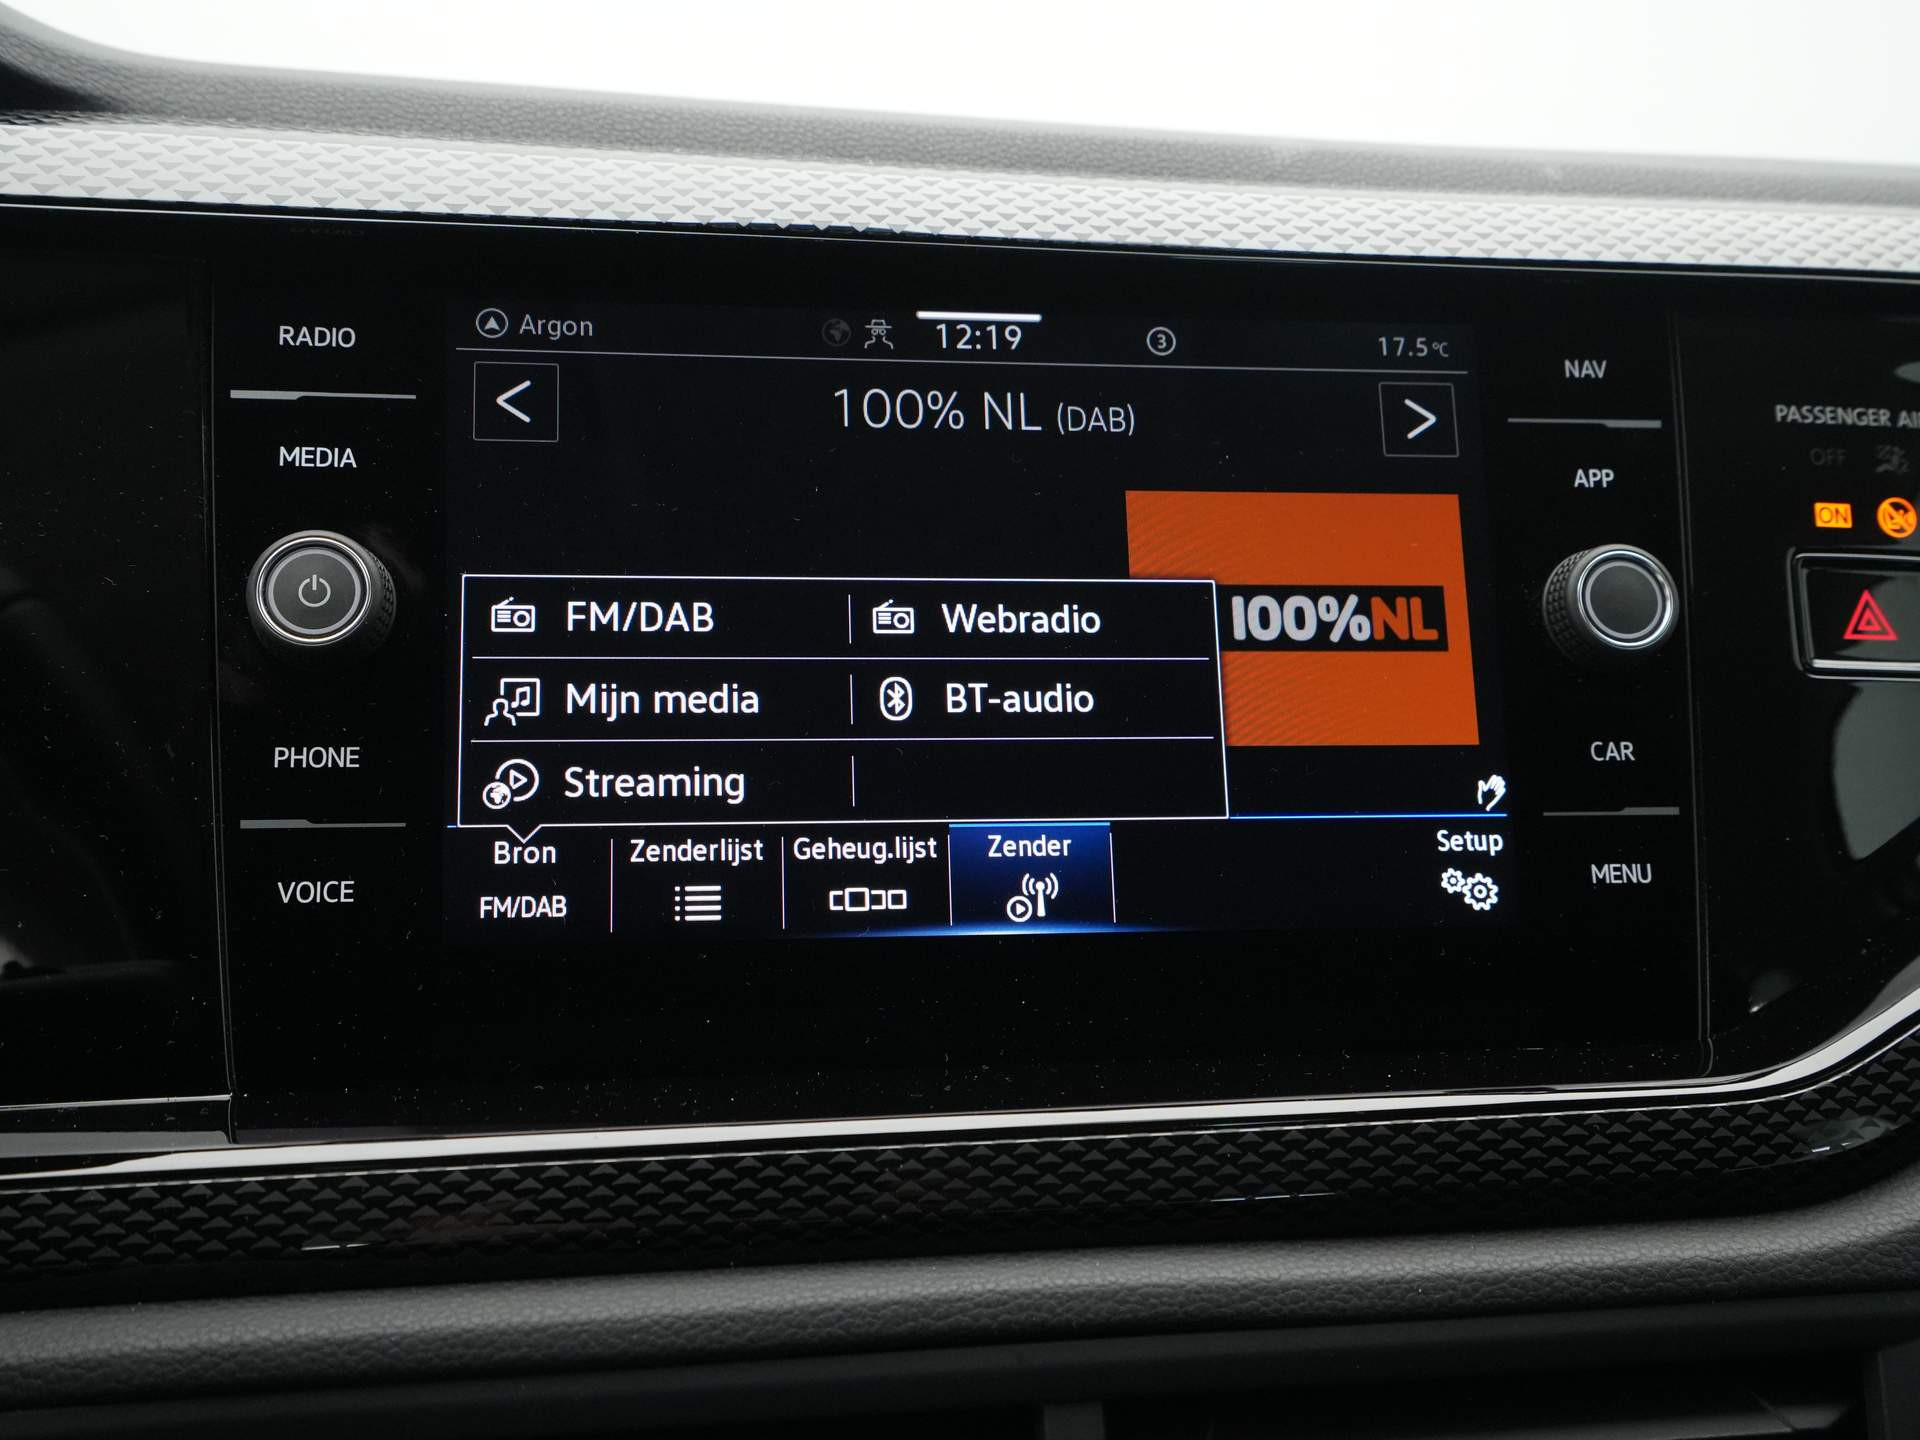 RADIO
MEDIA
PHONE
VOICE
Argon
12:19
3
17.5°C
100% NL (DAB)
100%NL
FM/DAB
Webradio
Mijn media
BT-audio
Streaming
Bron
FM/DAB
Zenderlijst
Geheug.lijst
Zender
Setup
NAV
APP
CAR
MENU
PASSENGER AI
OFF
ON